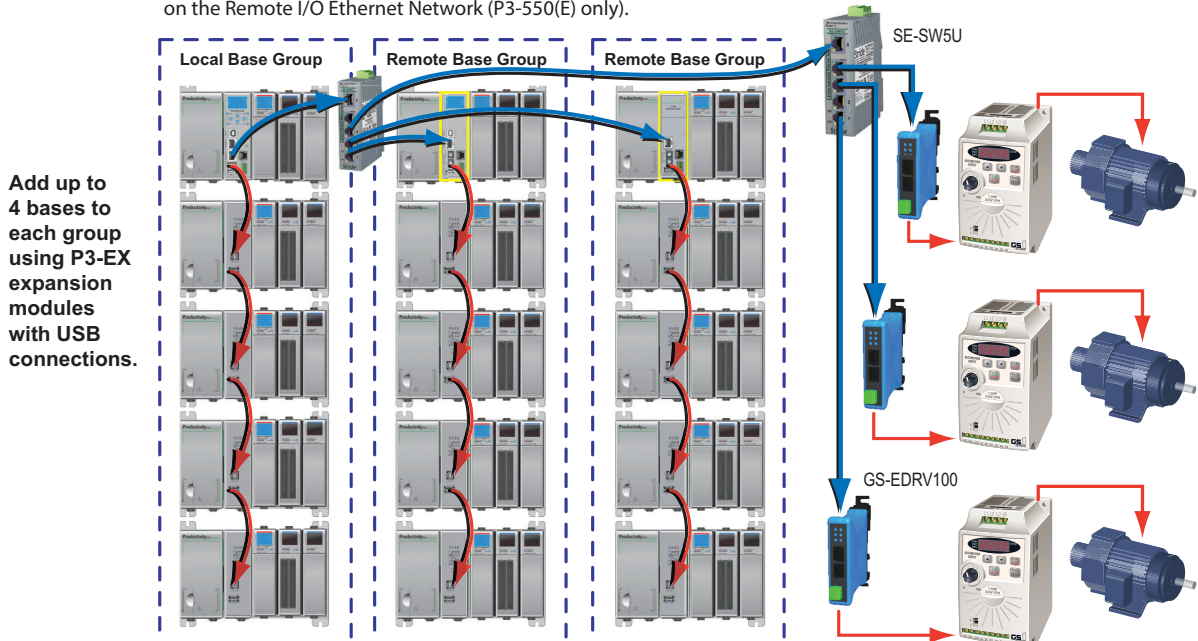 on the Remote I/O Ethernet Network (P3-550(E) only).
SE-SW5U
Local Base Group
Remote Base Group
Remote Base Group
Add up to
4 bases to
each group
using P3-EX
expansion
modules
with USB
connections.
GS-EDRV100